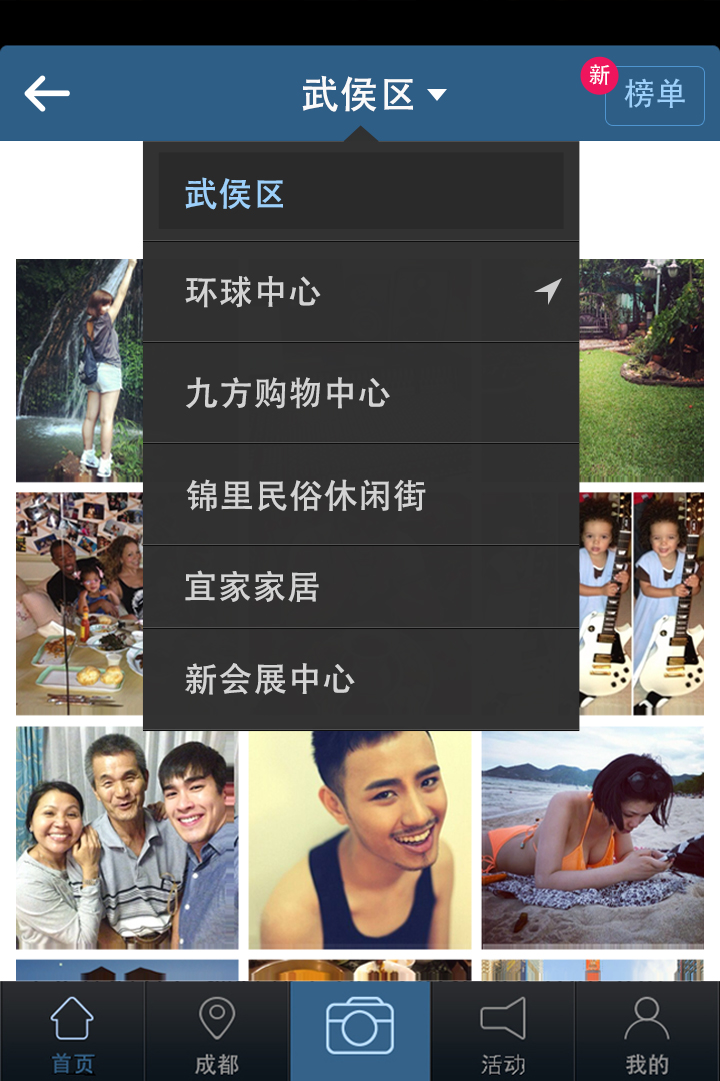 武侯区
新
榜单
武侯区
环球中心
九方购物中心
锦里民俗休闲街
宜家家居
新会展中心
首页
成都
活动
我的